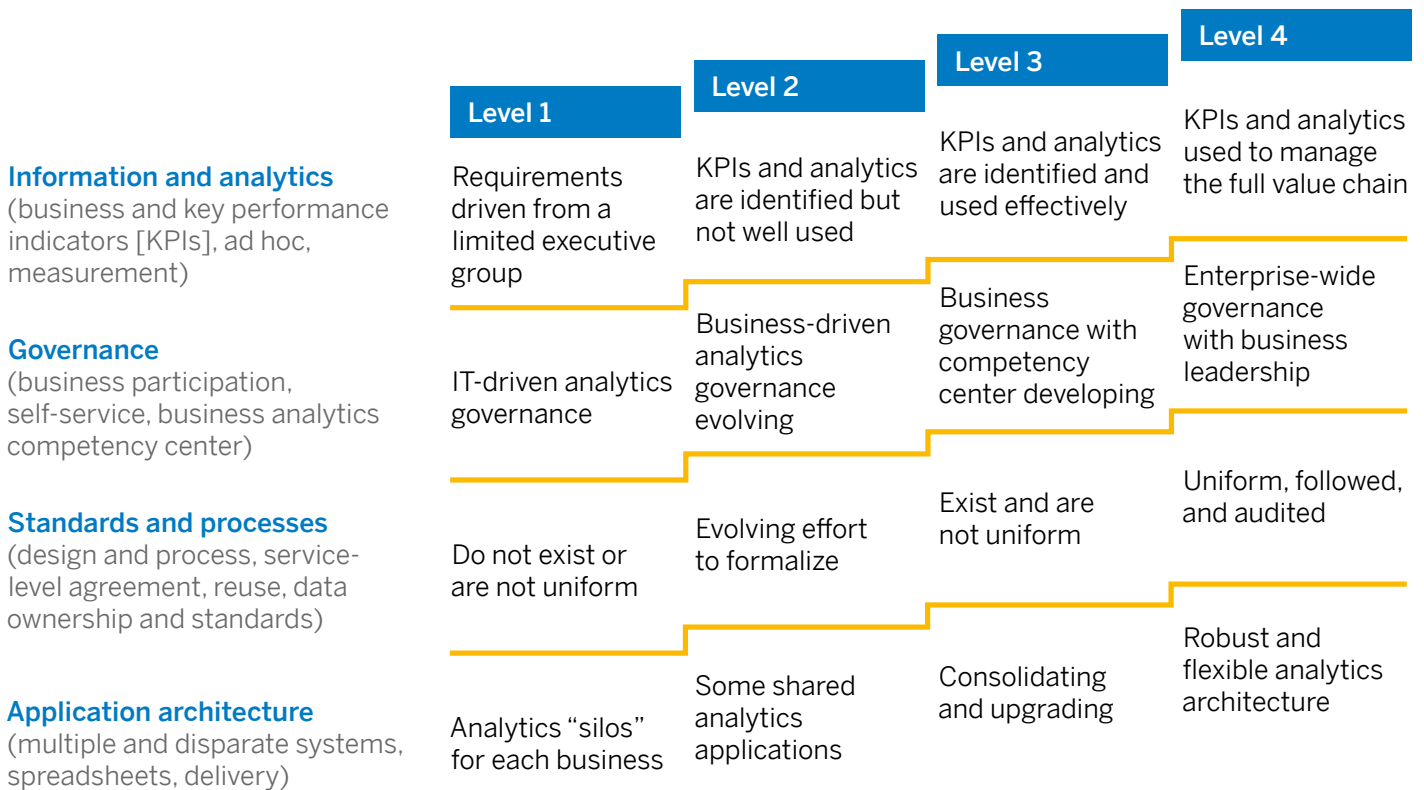 Level 1
Level 2
Level 3
Level 4
Information and analytics
(business and key performance
indicators [KPIs], ad hoc,
measurement)
Requirements
driven from a
limited executive
group
KPIs and analytics
are identified but
not well used
KPIs and analytics
are identified and
used effectively
KPIs and analytics
used to manage
the full value chain
Governance
(business participation,
self-service, business analytics
competency center)
IT-driven analytics
governance
Business-driven
analytics
governance
evolving
Business
governance with
competency
center developing
Enterprise-wide
governance
with business
leadership
Standards and processes
(design and process, service-
level agreement, reuse, data
ownership and standards)
Do not exist or
are not uniform
Evolving effort
to formalize
Exist and are
not uniform
Uniform, followed,
and audited
Application architecture
(multiple and disparate systems,
spreadsheets, delivery)
Analytics “silos”
for each business
Some shared
analytics
applications
Consolidating
and upgrading
Robust and
flexible analytics
architecture